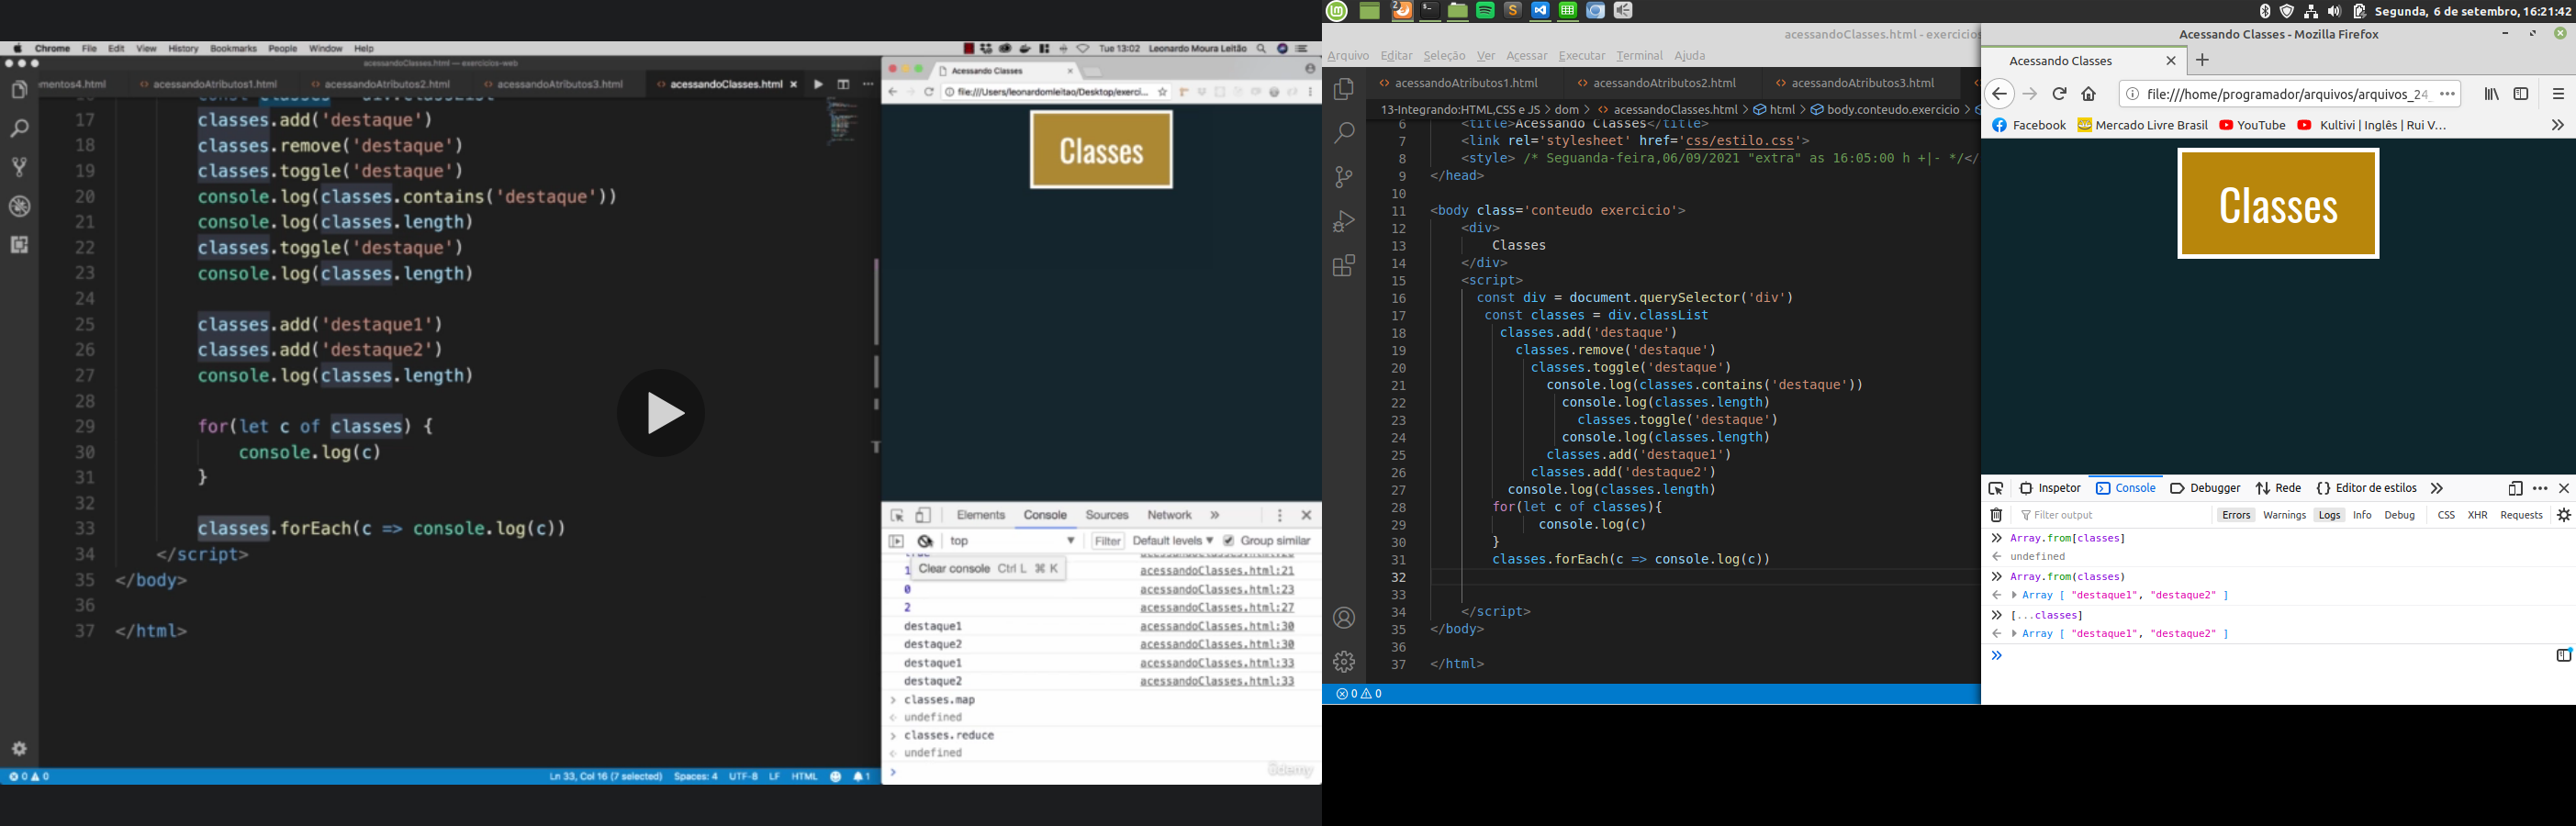 Chrome File Edit View History Bookmarks People Window Help
Tue 13:02 Leonardo Moura Leitão
acessandoClasses.html — exercicios-web
ementos4.html acessandoAtributos1.html acessandoAtributos2.html acessandoAtributos3.html acessandoClasses.html
17 classes.add('destaque')
18 classes.remove('destaque')
19 classes.toggle('destaque')
20 console.log(classes.contains('destaque'))
21 console.log(classes.length)
22 classes.toggle('destaque')
23 console.log(classes.length)
24
25 classes.add('destaque1')
26 classes.add('destaque2')
27 console.log(classes.length)
28
29 for(let c of classes) {
30 console.log(c)
31 }
32
33 classes.forEach(c => console.log(c))
34 </script>
35 </body>
36
37 </html>
0 0 Ln 33, Col 16 (7 selected) Spaces: 4 UTF-8 LF HTML 1
Acessando Classes
file:///Users/leonardomleitao/Desktop/exerci...
Classes
Elements Console Sources Network »
top Filter Default levels Group similar
Clear console Ctrl L ⌘ K
1 acessandoClasses.html:21
0 acessandoClasses.html:23
2 acessandoClasses.html:27
destaque1 acessandoClasses.html:30
destaque2 acessandoClasses.html:30
destaque1 acessandoClasses.html:33
destaque2 acessandoClasses.html:33
> classes.map
< undefined
> classes.reduce
< undefined
>
ûdemy
Segunda, 6 de setembro, 16:21:42
acessandoClasses.html - exercicios
Arquivo Editar Seleção Ver Acessar Executar Terminal Ajuda
acessandoAtributos1.html acessandoAtributos2.html acessandoAtributos3.html
13-Integrando:HTML,CSS e JS > dom > acessandoClasses.html > html > body.conteudo.exercicio >
6 <title>Acessando Classes</title>
7 <link rel='stylesheet' href='css/estilo.css'>
8 <style> /* Seguanda-feira,06/09/2021 "extra" as 16:05:00 h +|- */</
9 </head>
10
11 <body class='conteudo exercicio'>
12 <div>
13 Classes
14 </div>
15 <script>
16 const div = document.querySelector('div')
17 const classes = div.classList
18 classes.add('destaque')
19 classes.remove('destaque')
20 classes.toggle('destaque')
21 console.log(classes.contains('destaque'))
22 console.log(classes.length)
23 classes.toggle('destaque')
24 console.log(classes.length)
25 classes.add('destaque1')
26 classes.add('destaque2')
27 console.log(classes.length)
28 for(let c of classes){
29 console.log(c)
30 }
31 classes.forEach(c => console.log(c))
32
33
34 </script>
35 </body>
36
37 </html>
0 0
Acessando Classes - Mozilla Firefox
Acessando Classes
file:///home/programador/arquivos/arquivos_24_
Facebook Mercado Livre Brasil YouTube Kultivi | Inglês | Rui V...
Classes
Inspetor Console Debugger Rede Editor de estilos
Filter output Errors Warnings Logs Info Debug CSS XHR Requests
Array.from[classes]
undefined
Array.from(classes)
Array [ "destaque1", "destaque2" ]
[...classes]
Array [ "destaque1", "destaque2" ]